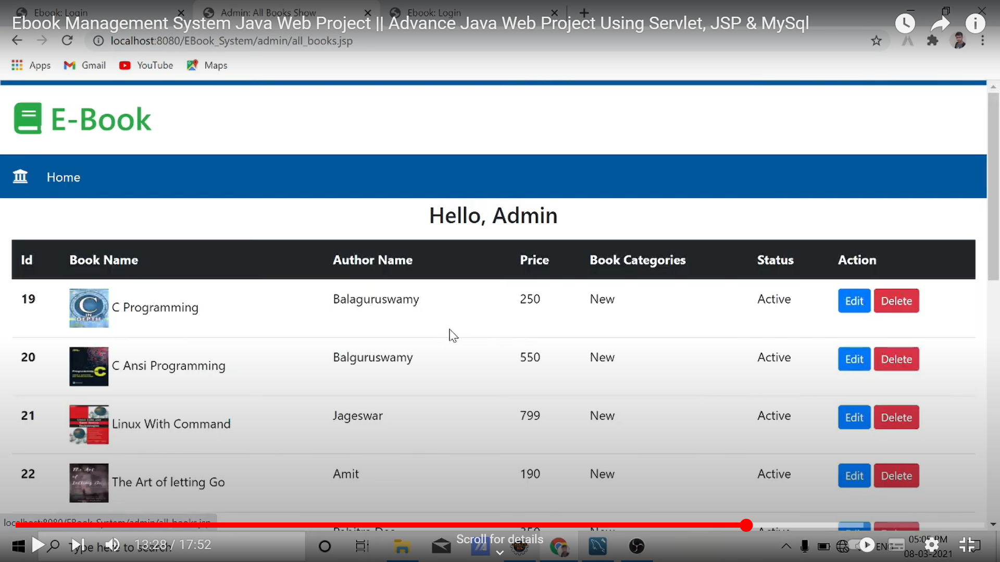 Ebook: Login
Admin: All Books Show
Ebook: Login
Ebook Management System Java Web Project || Advance Java Web Project Using Servlet, JSP & MySql
localhost:8080/EBook_System/admin/all_books.jsp
Apps
Gmail
YouTube
Maps
E-Book
Home
Hello, Admin
Id Book Name Author Name Price Book Categories Status Action
19 C Programming Balaguruswamy 250 New Active Edit Delete
20 C Ansi Programming Balguruswamy 550 New Active Edit Delete
21 Linux With Command Jageswar 799 New Active Edit Delete
22 The Art of letting Go Amit 190 New Active Edit Delete
localhost:8080/EBook_System/admin/all_books.jsp
Scroll for details
Type here to search
13:28 / 17:52
ENG
05:05 PM
08-03-2021